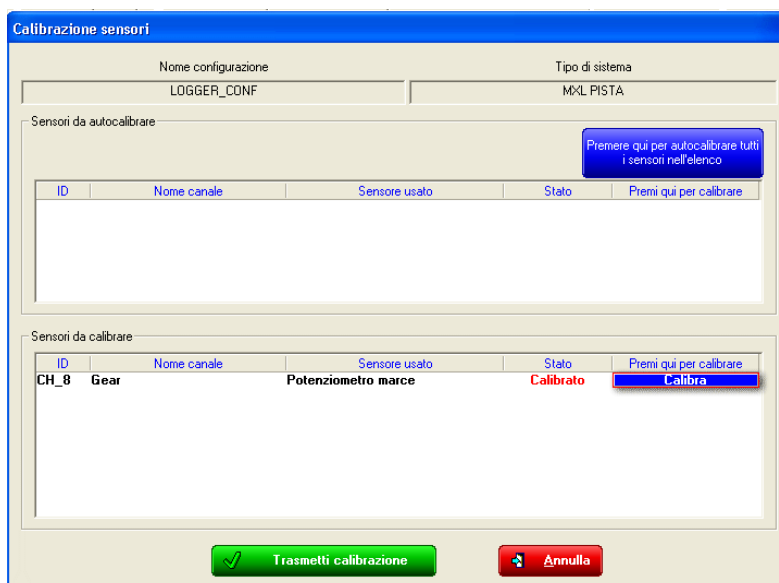 Calibrazione sensori
Nome configurazione Tipo di sistema
LOGGER_CONF MXL PISTA
Sensori da autocalibrare
Premere qui per autocalibrare tutti
i sensori nell'elenco
ID Nome canale Sensore usato Stato Premi qui per calibrare
Sensori da calibrare
ID Nome canale Sensore usato Stato Premi qui per calibrare
CH_8 Gear Potenziometro marce Calibrato Calibra
Trasmetti calibrazione Annulla